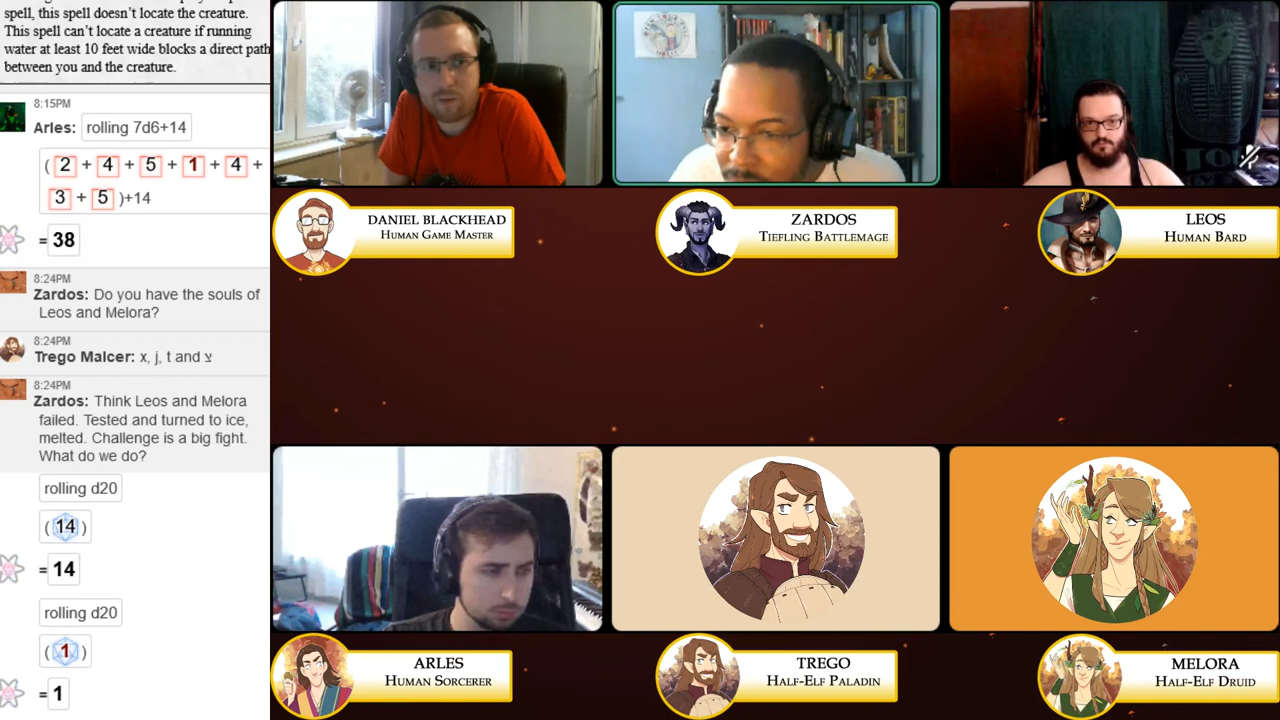 spell, this spell doesn't locate the creature.
This spell can't locate a creature if running
water at least 10 feet wide blocks a direct path
between you and the creature.
8:15PM
Arles: rolling 7d6+14
( 2 + 4 + 5 + 1 + 4 +
3 + 5 )+14
= 38
8:24PM
Zardos: Do you have the souls of
Leos and Melora?
8:24PM
Trego Malcer: x, j, t and צ
8:24PM
Zardos: Think Leos and Melora
failed. Tested and turned to ice,
melted. Challenge is a big fight.
What do we do?
rolling d20
(14)
= 14
rolling d20
(1)
= 1
DANIEL BLACKHEAD
HUMAN GAME MASTER
ZARDOS
TIEFLING BATTLEMAGE
LEOS
HUMAN BARD
ARLES
HUMAN SORCERER
TREGO
HALF-ELF PALADIN
MELORA
HALF-ELF DRUID